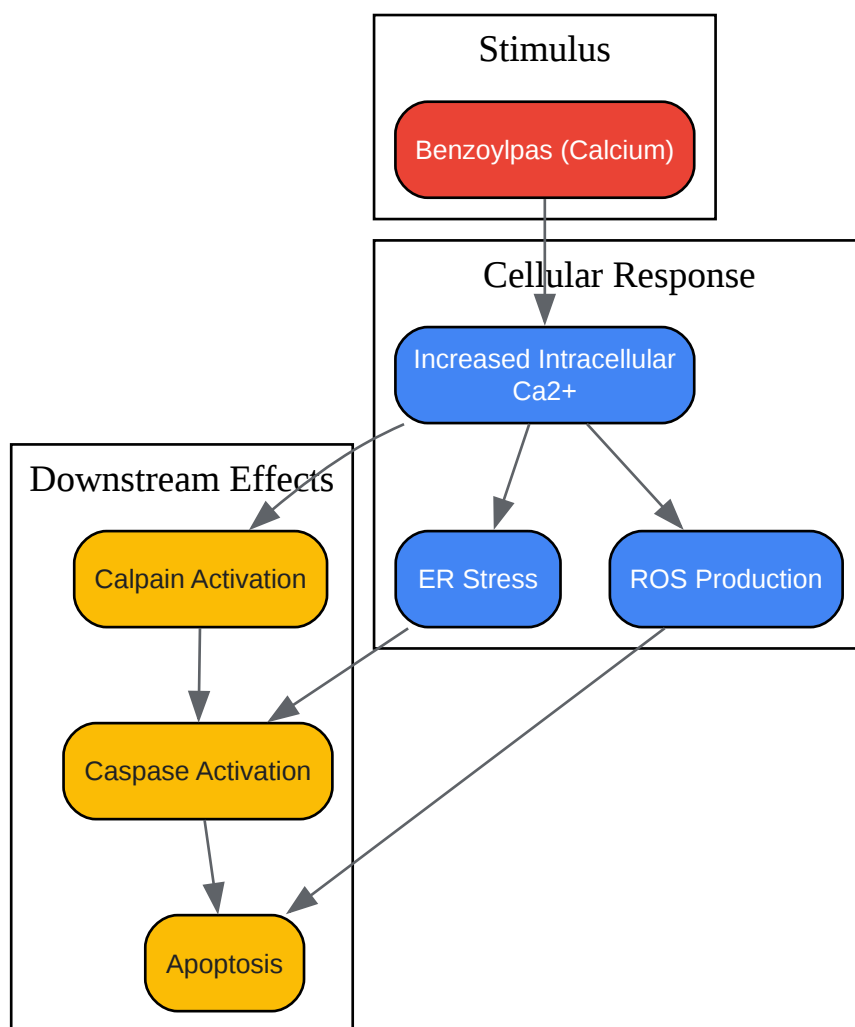 Stimulus
Benzoylpas (Calcium)
Cellular Response
Increased Intracellular
Ca2+
Downstream Effects
Calpain Activation
ER Stress
ROS Production
Caspase Activation
Apoptosis